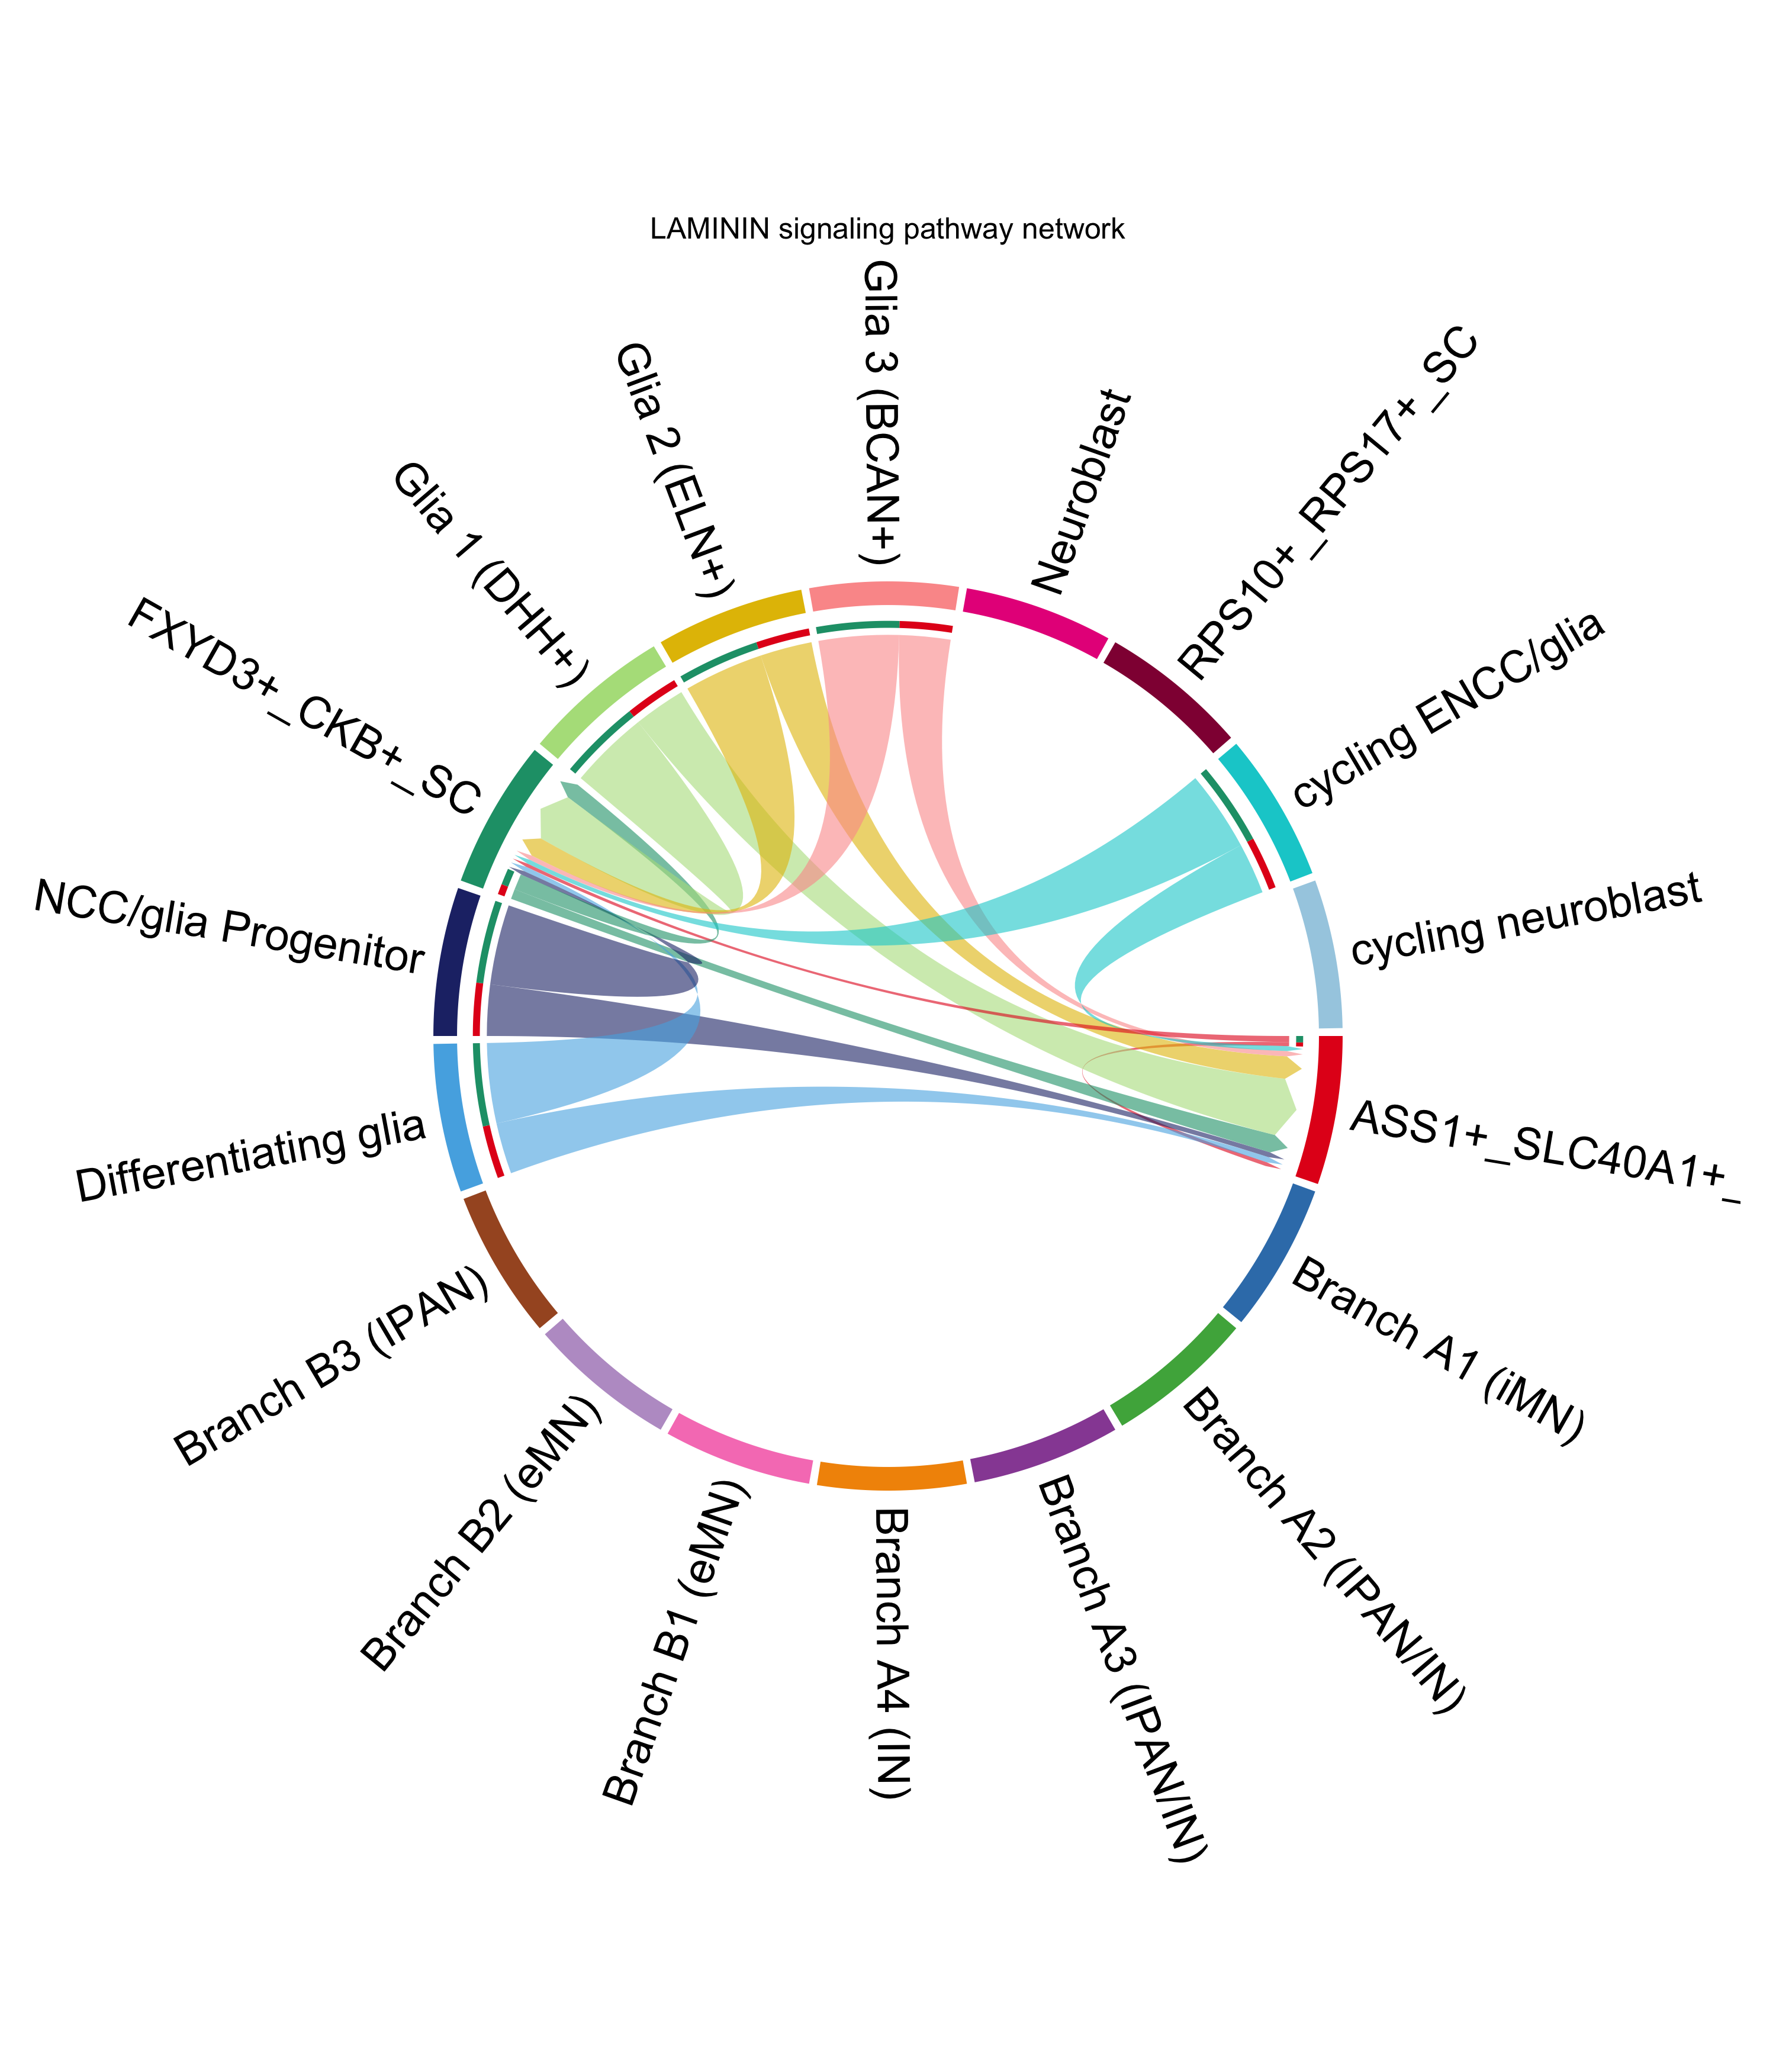 LAMININ signaling pathway network
Glia 3 (BCAN+)
Neuroblast
RPS10+_RPS17+_SC
cycling ENCC/glia
cycling neuroblast
ASS1+_SLC40A1+_
Branch A1 (iMN)
Branch A2 (IPAN/IN)
Branch A3 (IPAN/IN)
Branch A4 (IN)
Branch B1 (eMN)
Branch B2 (eMN)
Branch B3 (IPAN)
Differentiating glia
NCC/glia Progenitor
FXYD3+_CKB+_SC
Glia 1 (DHH+)
Glia 2 (ELN+)